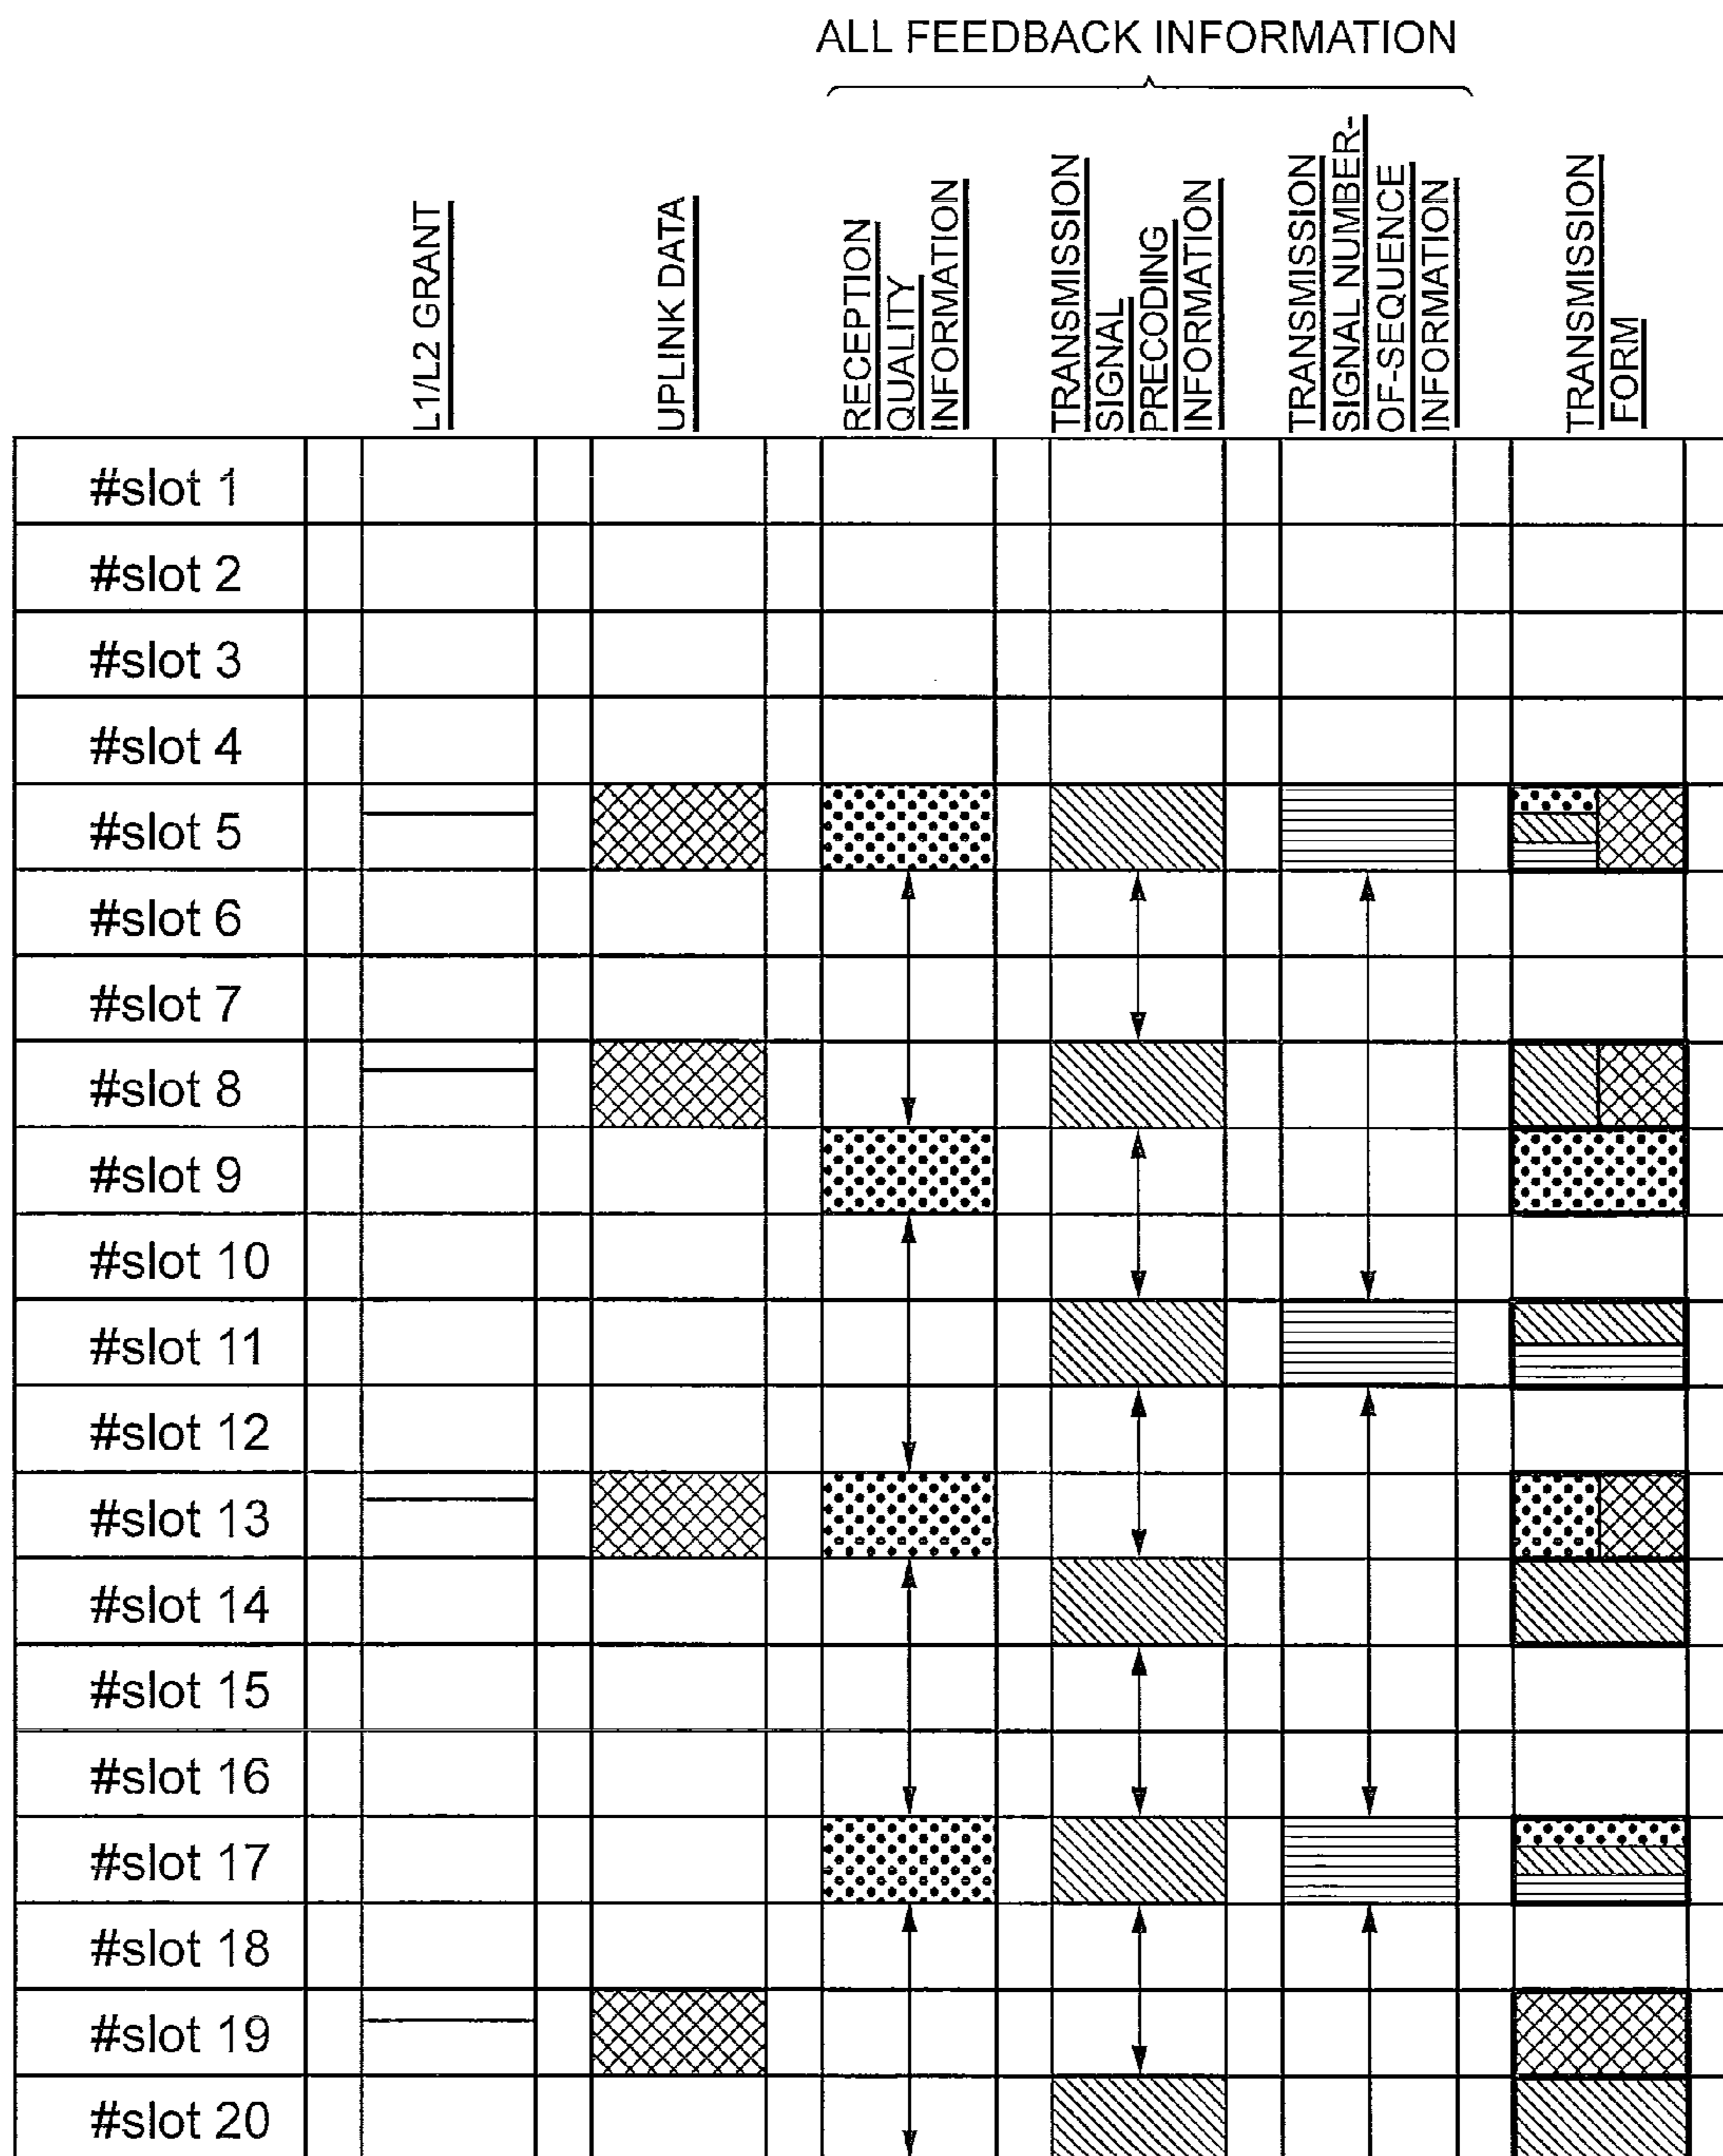 ALL FEEDBACK INFORMATION
L1/L2 GRANT
UPLINK DATA
RECEPTION
QUALITY
INFORMATION
TRANSMISSION
SIGNAL
PRECODING
INFORMATION
TRANSMISSION
SIGNAL NUMBER-
OF-SEQUENCE
INFORMATION
TRANSMISSION
FORM
#slot 1
#slot 2
#slot 3
#slot 4
#slot 5
#slot 6
#slot 7
#slot 8
#slot 9
#slot 10
#slot 11
#slot 12
#slot 13
#slot 14
#slot 15
#slot 16
#slot 17
#slot 18
#slot 19
#slot 20